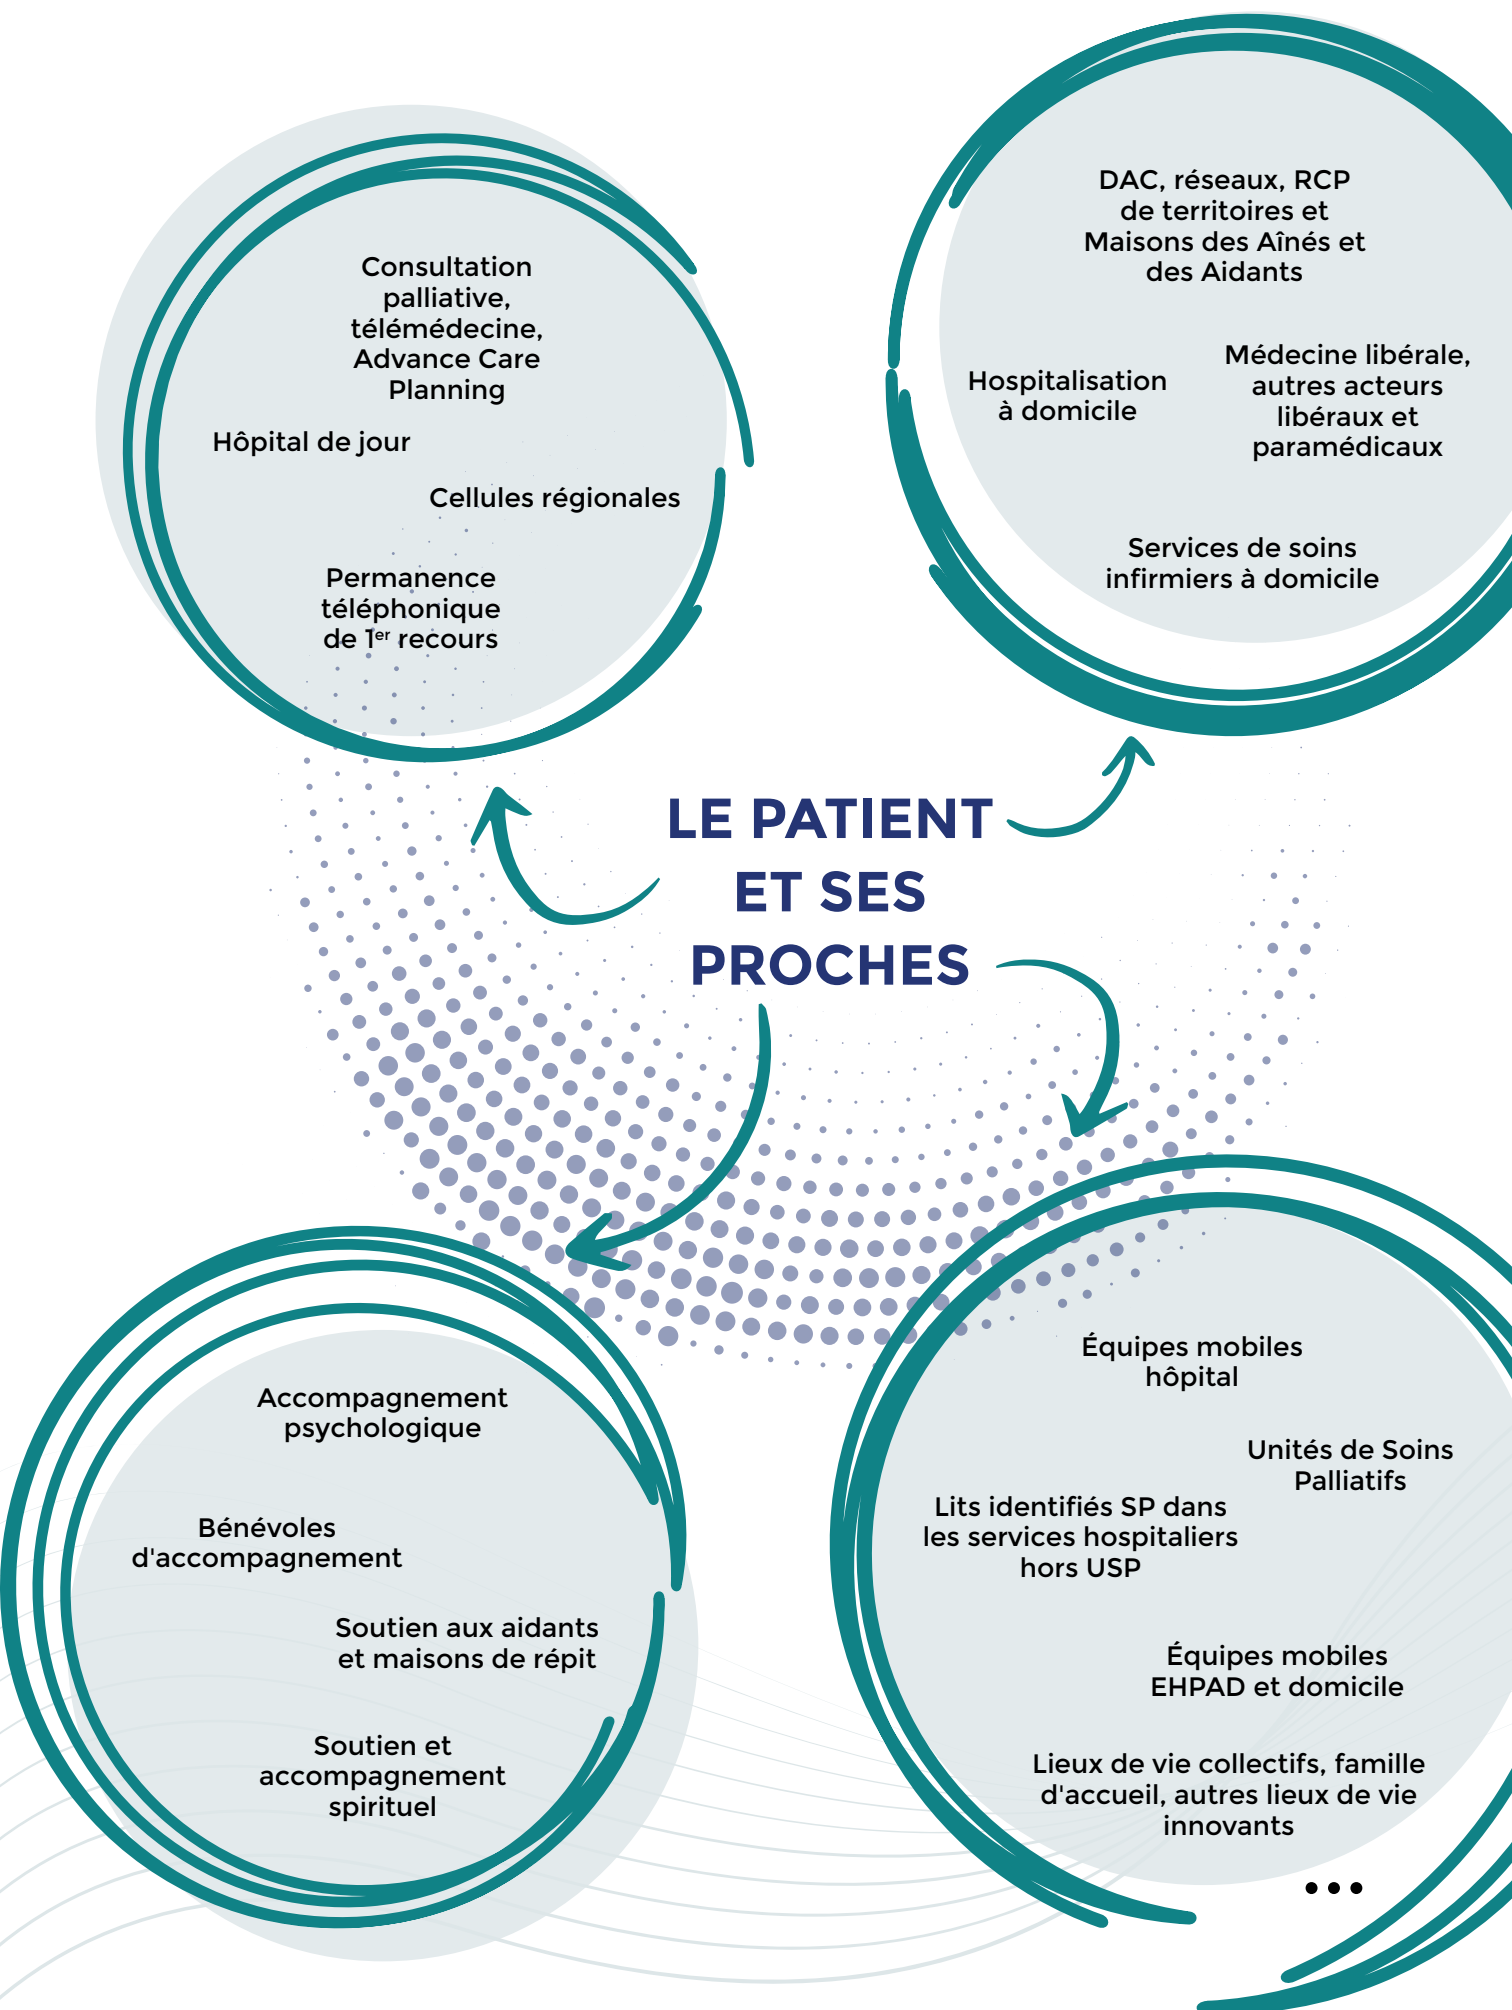 Consultation
palliative,
télémédecine,
Advance Care
Planning
Hôpital de jour
Cellules régionales
Permanence
téléphonique
de 1er recours
DAC, réseaux, RCP
de territoires et
Maisons des Aînés et
des Aidants
Hospitalisation
à domicile
Médecine libérale,
autres acteurs
libéraux et
paramédicaux
Services de soins
infirmiers à domicile
LE PATIENT
ET SES
PROCHES
Accompagnement
psychologique
Bénévoles
d'accompagnement
Soutien aux aidants
et maisons de répit
Soutien et
accompagnement
spirituel
Équipes mobiles
hôpital
Unités de Soins
Palliatifs
Lits identifiés SP dans
les services hospitaliers
hors USP
Équipes mobiles
EHPAD et domicile
Lieux de vie collectifs, famille
d'accueil, autres lieux de vie
innovants
...